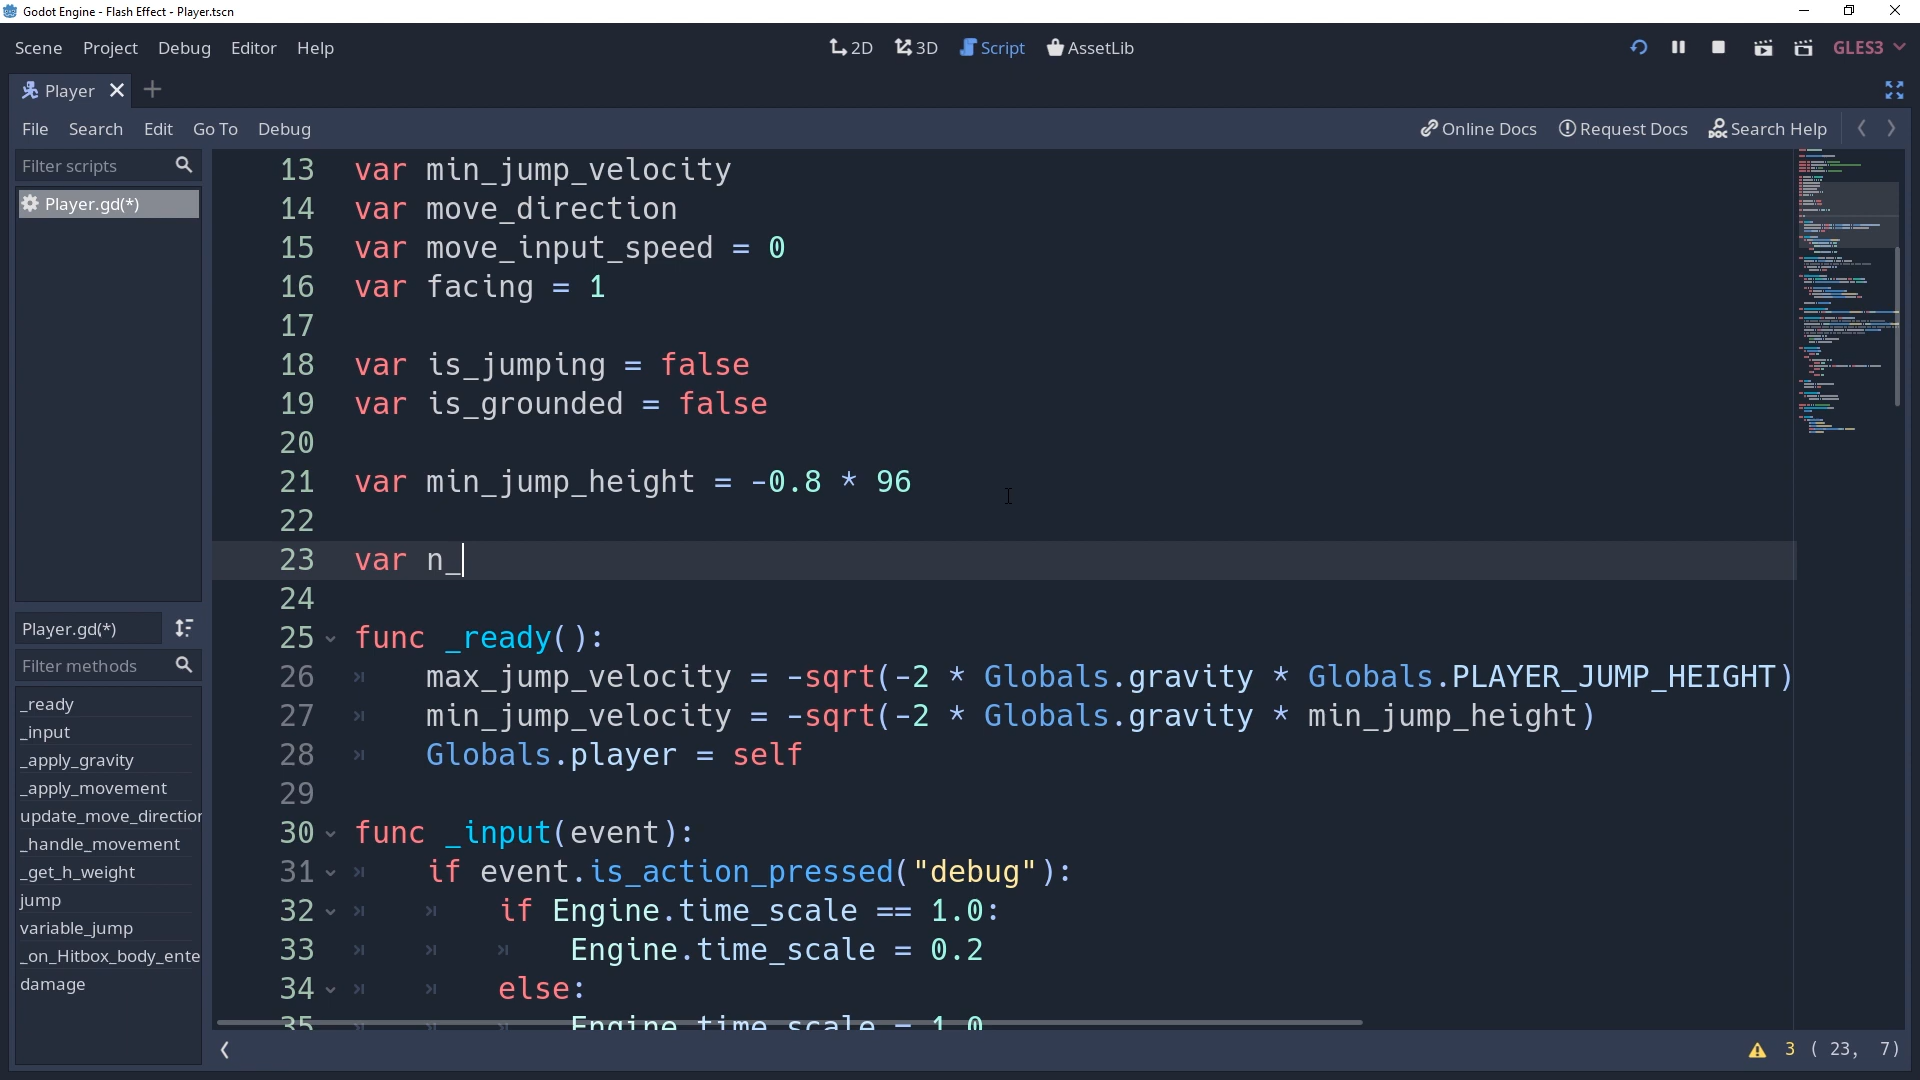 Godot Engine - Flash Effect - Player.tscn
Scene Project Debug Editor Help 2D 3D Script AssetLib GLES3
Player
File Search Edit Go To Debug Online Docs Request Docs Search Help
Filter scripts
Player.gd(*)
Player.gd(*)
Filter methods
_ready
_input
_apply_gravity
_apply_movement
update_move_direction
_handle_movement
_get_h_weight
jump
variable_jump
_on_Hitbox_body_ente
damage
13 var min_jump_velocity
14 var move_direction
15 var move_input_speed = 0
16 var facing = 1
17
18 var is_jumping = false
19 var is_grounded = false
20
21 var min_jump_height = -0.8 * 96
22
23 var n_
24
25 func _ready():
26 max_jump_velocity = -sqrt(-2 * Globals.gravity * Globals.PLAYER_JUMP_HEIGHT)
27 min_jump_velocity = -sqrt(-2 * Globals.gravity * min_jump_height)
28 Globals.player = self
29
30 func _input(event):
31 if event.is_action_pressed("debug"):
32 if Engine.time_scale == 1.0:
33 Engine.time_scale = 0.2
34 else:
35 Engine.time_scale = 1.0
3 ( 23, 7)